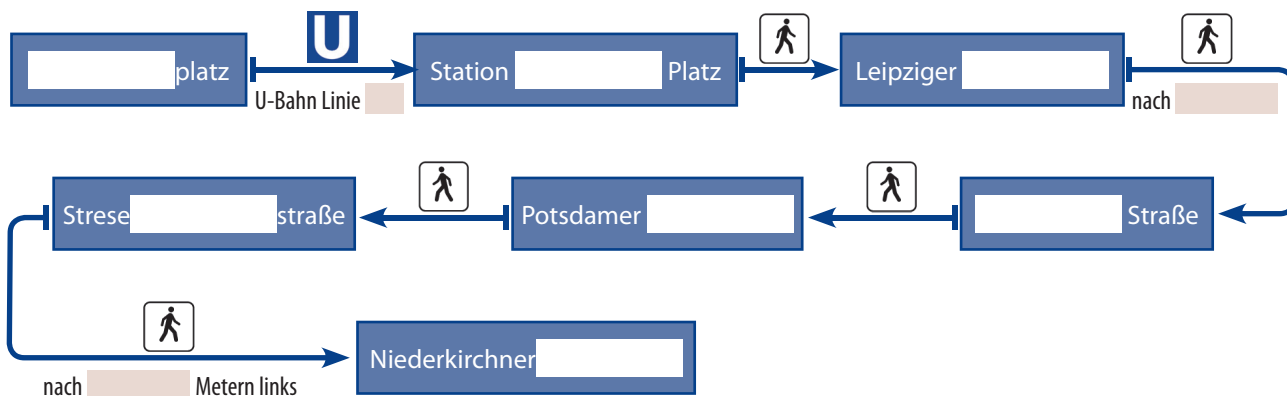 U
platz
Station Platz
Leipziger
U-Bahn Linie
nach
Strese straße
Potsdamer
Straße
Niederkirchner
nach Metern links